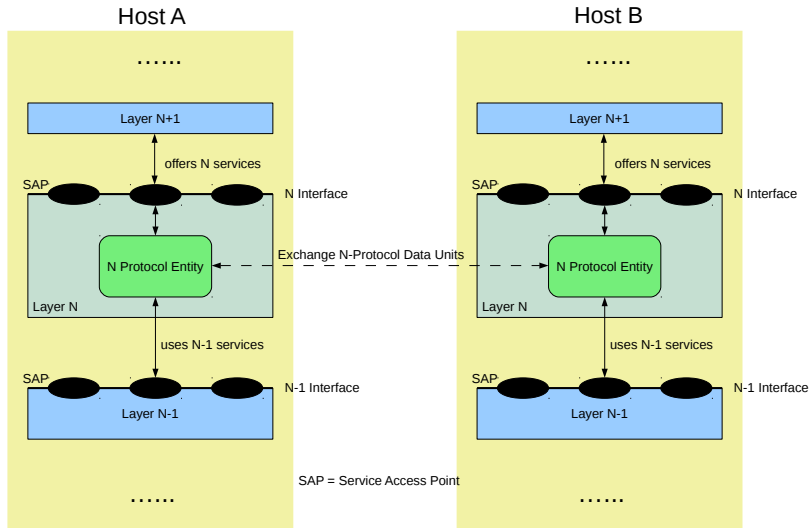 Host A
Host B
......
......
Layer N+1
Layer N+1
offers N services
offers N services
SAP
N Interface
SAP
N Interface
Exchange N-Protocol Data Units
N Protocol Entity
N Protocol Entity
Layer N
Layer N
uses N-1 services
uses N-1 services
SAP
N-1 Interface
SAP
N-1 Interface
Layer N-1
Layer N-1
SAP = Service Access Point
......
......